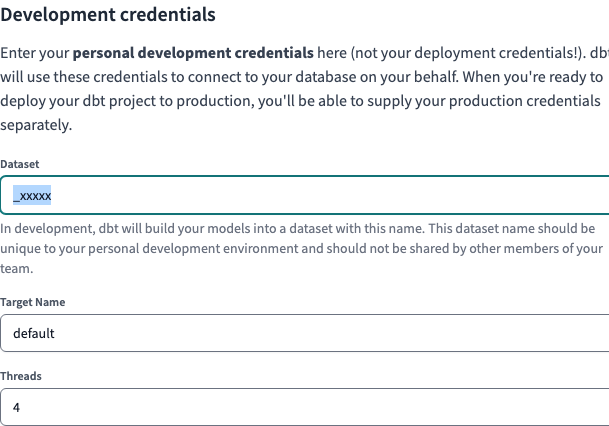 Development credentials
Enter your personal development credentials here (not your deployment credentials!). dbt
will use these credentials to connect to your database on your behalf. When you're ready to
deploy your dbt project to production, you'll be able to supply your production credentials
separately.
Dataset
_xxxxx
In development, dbt will build your models into a dataset with this name. This dataset name should be
unique to your personal development environment and should not be shared by other members of your
team.
Target Name
default
Threads
4